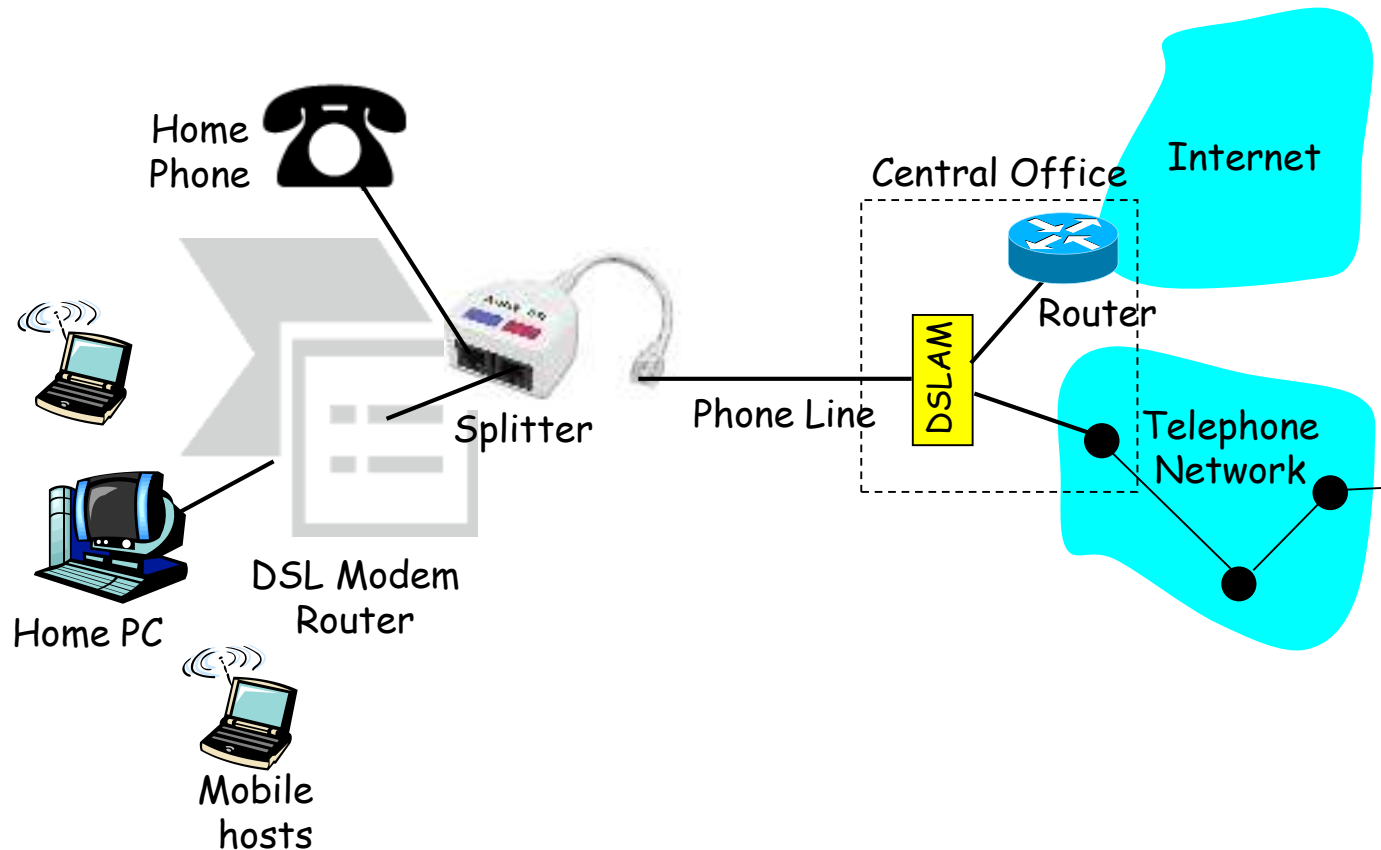 Home
Phone
Central Office
Internet
Router
DSLAM
Phone Line
Splitter
Telephone
Network
DSL Modem
Router
Home PC
Mobile
hosts